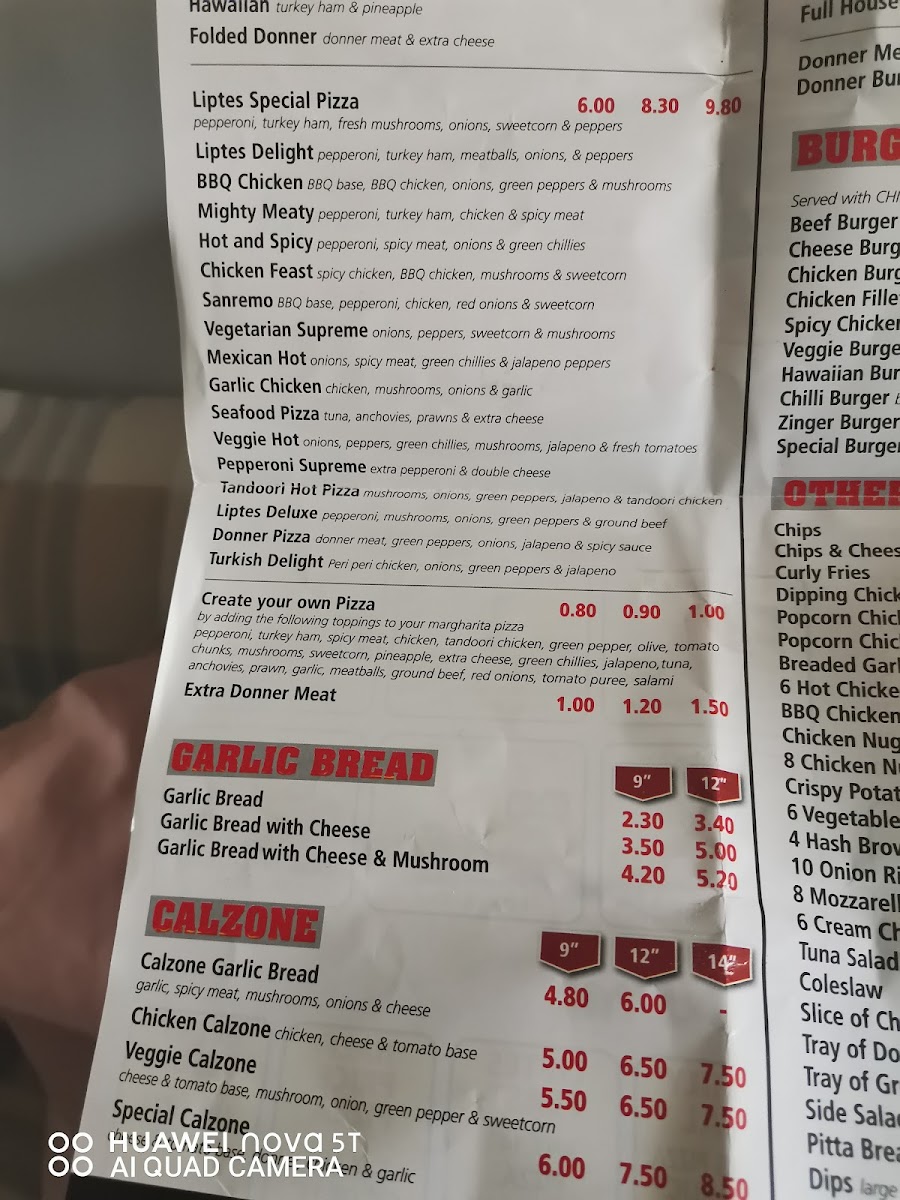 Hawaiian turkey ham & pineapple
Folded Donner donner meat & extra cheese
Liptes Special Pizza 6.00 8.30 9.80
pepperoni, turkey ham, fresh mushrooms, onions, sweetcorn & peppers
Liptes Delight pepperoni, turkey ham, meatballs, onions, & peppers
BBQ Chicken BBQ base, BBQ chicken, onions, green peppers & mushrooms
Mighty Meaty pepperoni, turkey ham, chicken & spicy meat
Hot and Spicy pepperoni, spicy meat, onions & green chillies
Chicken Feast spicy chicken, BBQ chicken, mushrooms & sweetcorn
Sanremo BBQ base, pepperoni, chicken, red onions & sweetcorn
Vegetarian Supreme onions, peppers, sweetcorn & mushrooms
Mexican Hot onions, spicy meat, green chillies & jalapeno peppers
Garlic Chicken chicken, mushrooms, onions & garlic
Seafood Pizza tuna, anchovies, prawns & extra cheese
Veggie Hot onions, peppers, green chillies, mushrooms, jalapeno & fresh tomatoes
Pepperoni Supreme extra pepperoni & double cheese
Tandoori Hot Pizza mushrooms, onions, green peppers, jalapeno & tandoori chicken
Liptes Deluxe pepperoni, mushrooms, onions, green peppers & ground beef
Donner Pizza donner meat, green peppers, onions, jalapeno & spicy sauce
Turkish Delight Peri peri chicken, onions, green peppers & jalapeno
Create your own Pizza 0.80 0.90 1.00
by adding the following toppings to your margharita pizza
pepperoni, turkey ham, spicy meat, chicken, tandoori chicken, green pepper, olive, tomato
chunks, mushrooms, sweetcorn, pineapple, extra cheese, green chillies, jalapeno, tuna,
anchovies, prawn, garlic, meatballs, ground beef, red onions, tomato puree, salami
Extra Donner Meat 1.00 1.20 1.50
GARLIC BREAD 9" 12"
Garlic Bread 2.30 3.40
Garlic Bread with Cheese 3.50 5.00
Garlic Bread with Cheese & Mushroom 4.20 5.20
CALZONE 9" 12" 14"
Calzone Garlic Bread 4.80 6.00 -
garlic, spicy meat, mushrooms, onions & cheese
Chicken Calzone chicken, cheese & tomato base 5.00 6.50 7.50
Veggie Calzone 5.50 6.50 7.50
cheese & tomato base, mushroom, onion, green pepper & sweetcorn
Special Calzone 6.00 7.50 8.50
& garlic
Full House
Donner Me
Donner Bu
BURG
Served with CHI
Beef Burger
Cheese Burg
Chicken Burg
Chicken Fille
Spicy Chicken
Veggie Burge
Hawaiian Bur
Chilli Burger
Zinger Burger
Special Burger
OTHER
Chips
Chips & Chees
Curly Fries
Dipping Chick
Popcorn Chic
Popcorn Chic
Breaded Garl
6 Hot Chicke
BBQ Chicken
Chicken Nug
8 Chicken Nu
Crispy Potat
6 Vegetable
4 Hash Brow
10 Onion Ri
8 Mozzarell
6 Cream Ch
Tuna Salad
Coleslaw
Slice of Ch
Tray of Do
Tray of Gr
Side Salad
Pitta Brea
Dips large
HUAWEI nova 5T
AI QUAD CAMERA